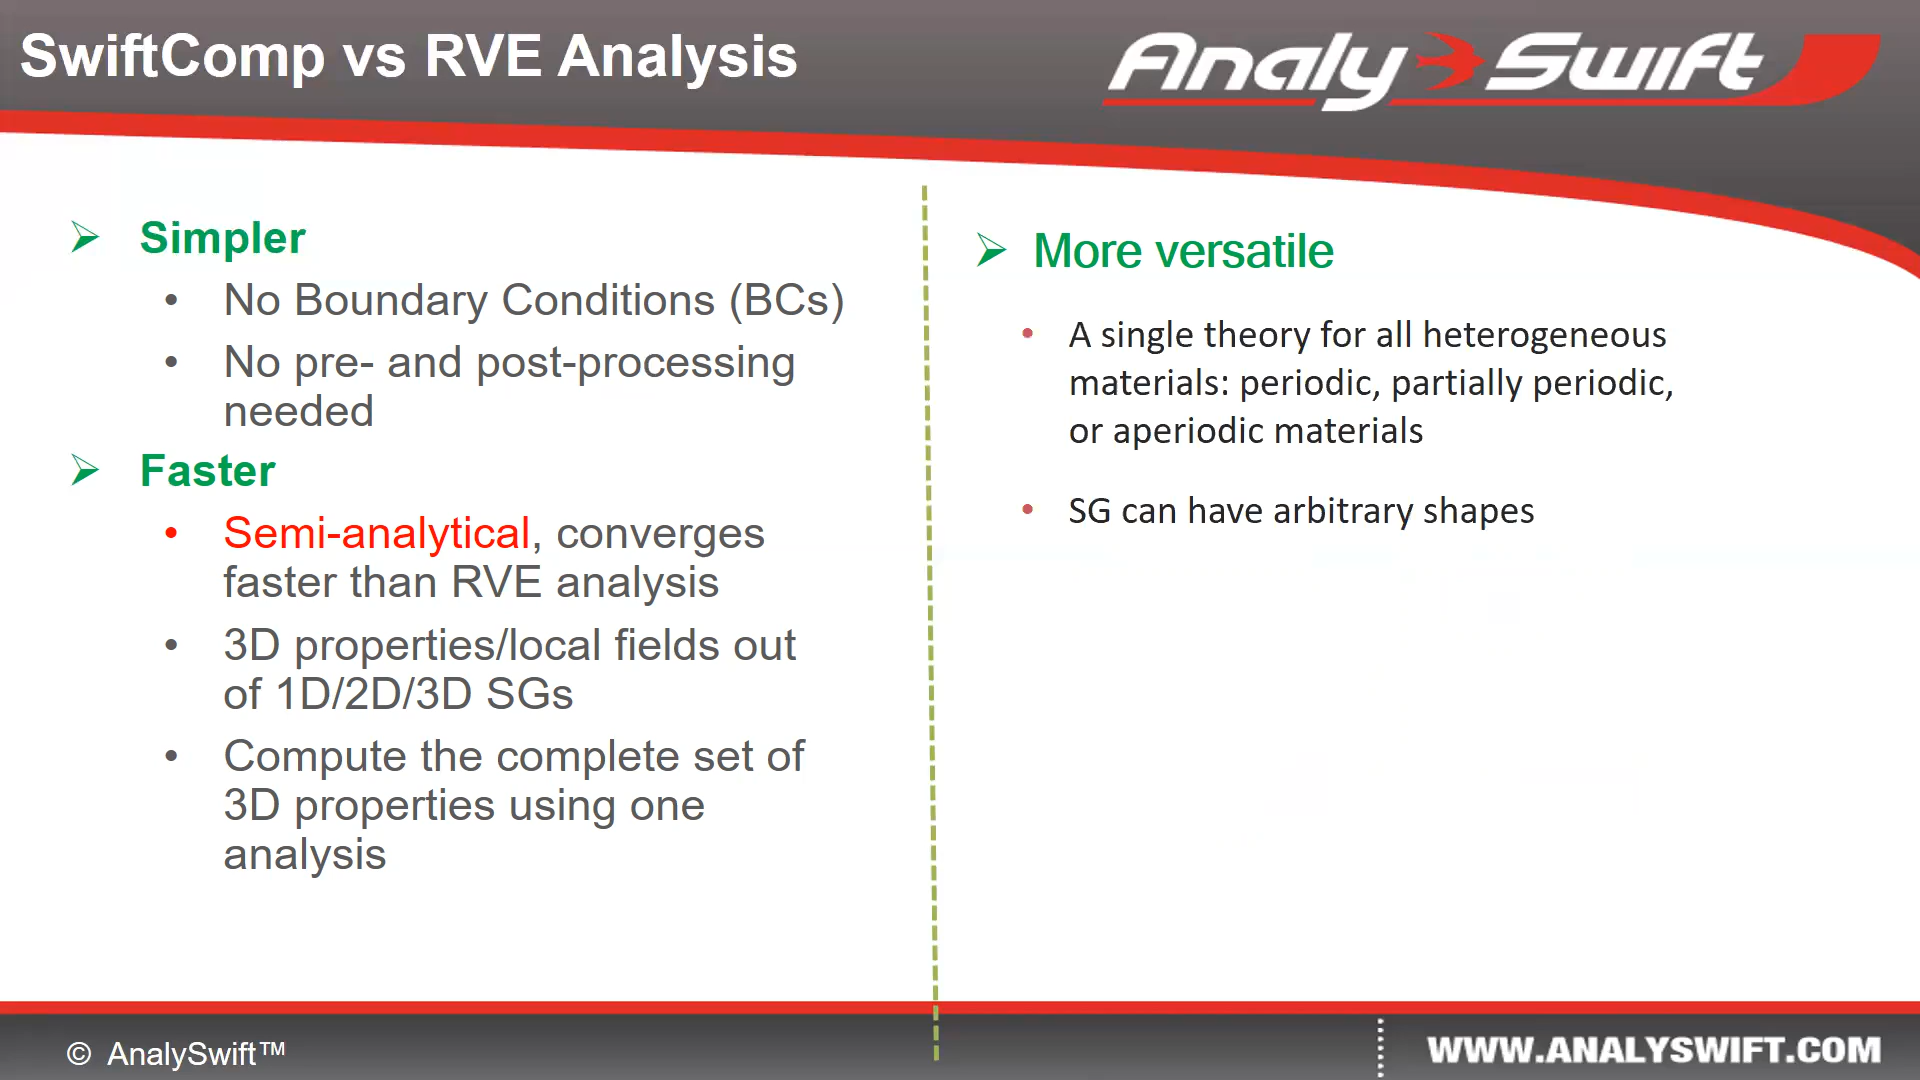 SwiftComp vs RVE Analysis
Analy Swift
➢ Simpler
• No Boundary Conditions (BCs)
• No pre- and post-processing
needed
➢ Faster
• Semi-analytical, converges
faster than RVE analysis
• 3D properties/local fields out
of 1D/2D/3D SGs
• Compute the complete set of
3D properties using one
analysis
➢ More versatile
• A single theory for all heterogeneous
materials: periodic, partially periodic,
or aperiodic materials
• SG can have arbitrary shapes
© AnalySwift™
WWW.ANALYSWIFT.COM